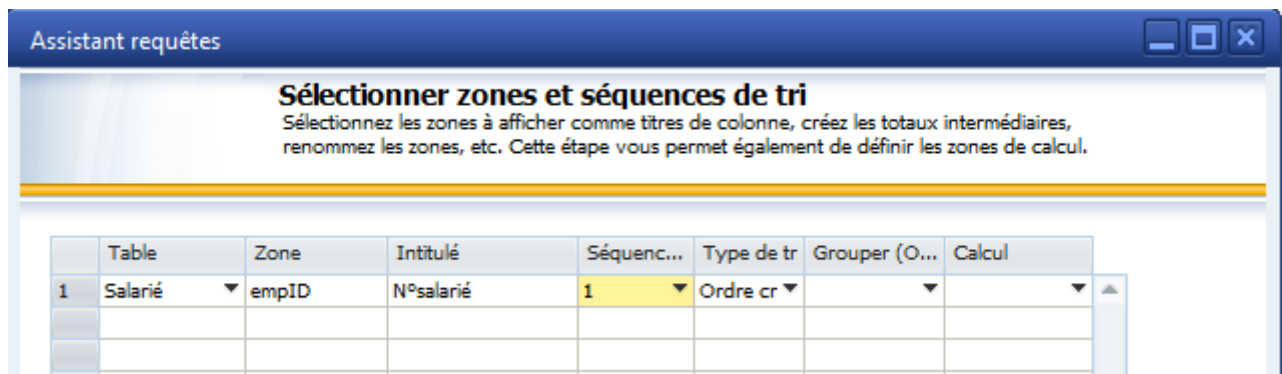 Assistant requêtes
Sélectionner zones et séquences de tri
Sélectionnez les zones à afficher comme titres de colonne, créez les totaux intermédiaires,
renommez les zones, etc. Cette étape vous permet également de définir les zones de calcul.
Table Zone Intitulé Séquenc... Type de tr Grouper (O... Calcul
1 Salarié empID Nºsalarié 1 Ordre cr